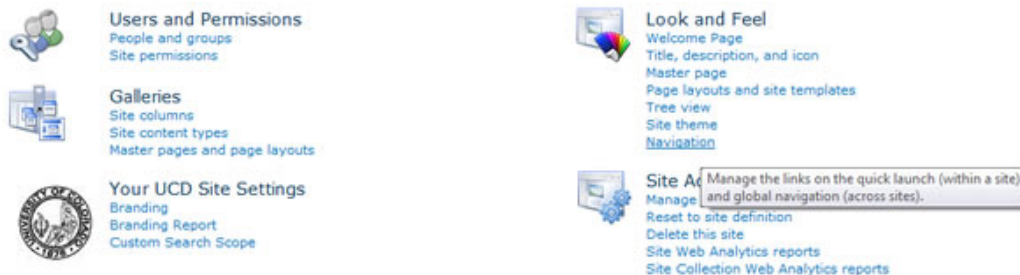 Users and Permissions
People and groups
Site permissions
Galleries
Site columns
Site content types
Master pages and page layouts
UNIVERSITY OF COLORADO
1876
Your UCD Site Settings
Branding
Branding Report
Custom Search Scope
Look and Feel
Welcome Page
Title, description, and icon
Master page
Page layouts and site templates
Tree view
Site theme
Navigation
Manage the links on the quick launch (within a site)
and global navigation (across sites).
Site
Manage
Reset to site definition
Delete this site
Site Web Analytics reports
Site Collection Web Analytics reports